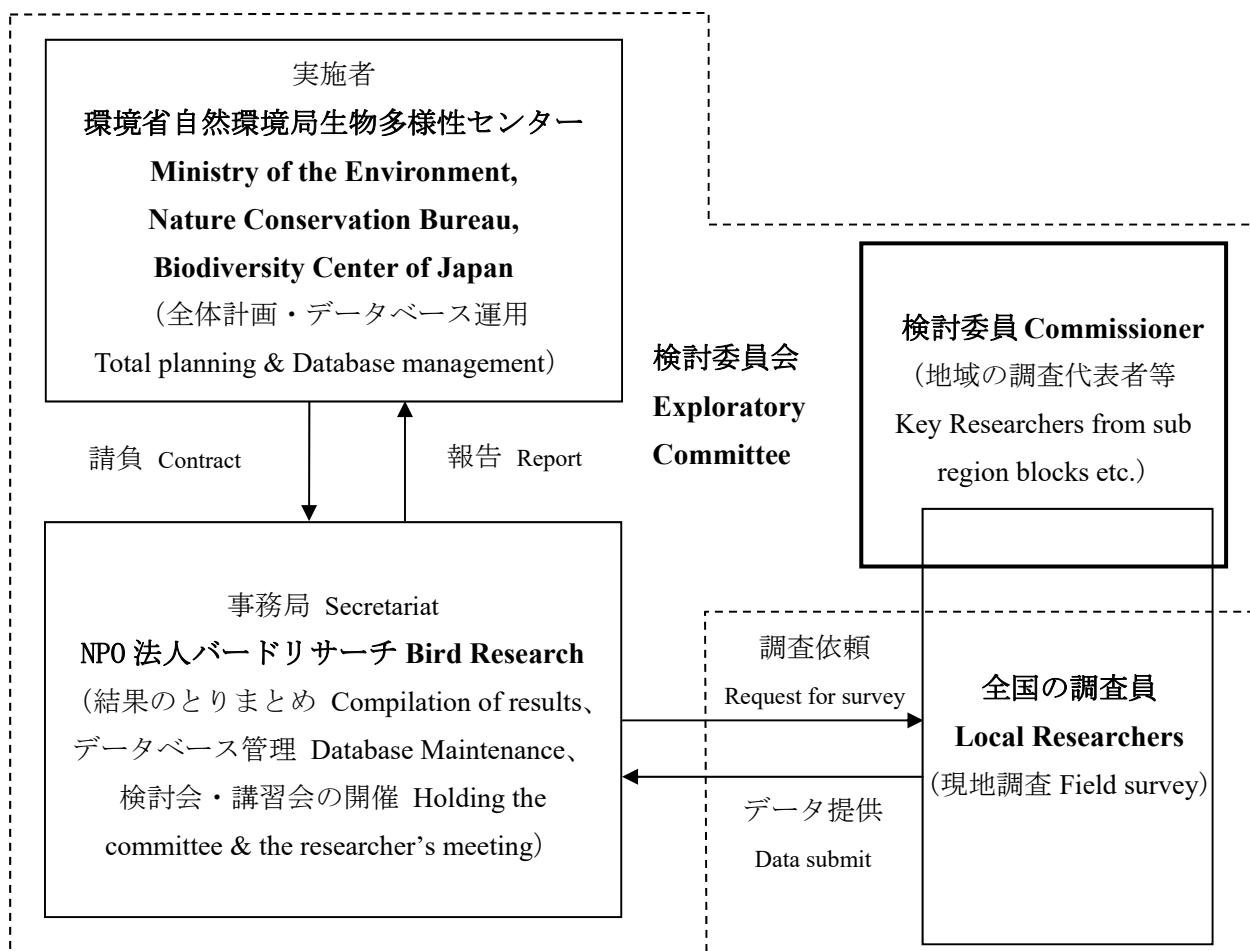 実施者
環境省自然環境局生物多様性センター
Ministry of the Environment,
Nature Conservation Bureau,
Biodiversity Center of Japan
（全体計画・データベース運用
Total planning & Database management）
請負 Contract
報告 Report
検討委員会
Exploratory
Committee
検討委員 Commissioner
（地域の調査代表者等
Key Researchers from sub
region blocks etc.）
事務局 Secretariat
NPO 法人バードリサーチ Bird Research
（結果のとりまとめ Compilation of results、
データベース管理 Database Maintenance、
検討会・講習会の開催 Holding the
committee & the researcher’s meeting）
調査依頼
Request for survey
データ提供
Data submit
全国の調査員
Local Researchers
（現地調査 Field survey）